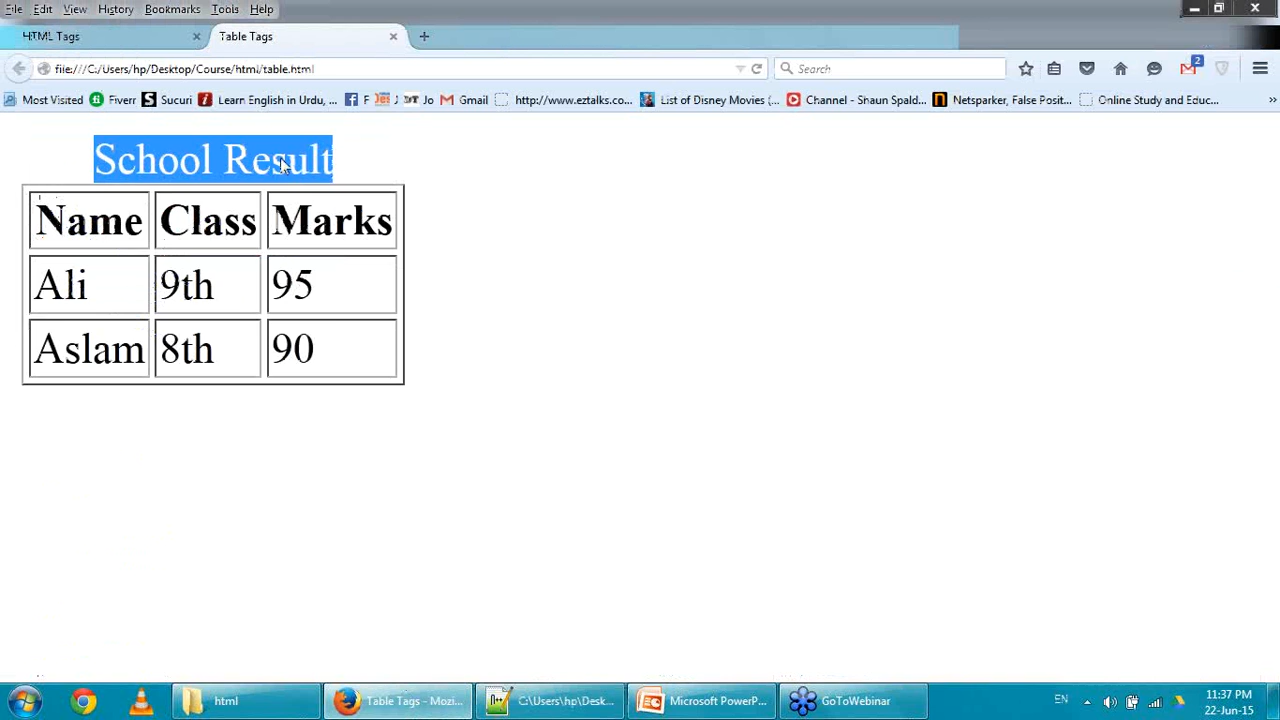 File Edit View History Bookmarks Tools Help
HTML Tags × Table Tags × +
file:///C:/Users/hp/Desktop/Course/html/table.html Search 2
Most Visited Fiverr Sucuri Learn English in Urdu, ... F J Jo Gmail http://www.eztalks.co... List of Disney Movies (... Channel - Shaun Spald... Netsparker, False Posit... Online Study and Educ... »
School Result
Name Class Marks
Ali 9th 95
Aslam 8th 90
html Table Tags - Mozi... C:\Users\hp\Desk... Microsoft PowerP... GoToWebinar EN 11:37 PM
22-Jun-15